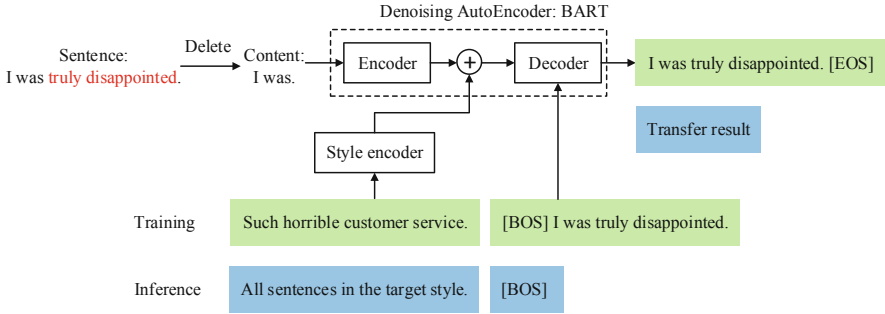 Denoising AutoEncoder: BART
Sentence:
I was truly disappointed.
Delete
Content:
I was.
Encoder
+
Decoder
I was truly disappointed. [EOS]
Transfer result
Style encoder
Training
Such horrible customer service.
[BOS] I was truly disappointed.
Inference
All sentences in the target style.
[BOS]